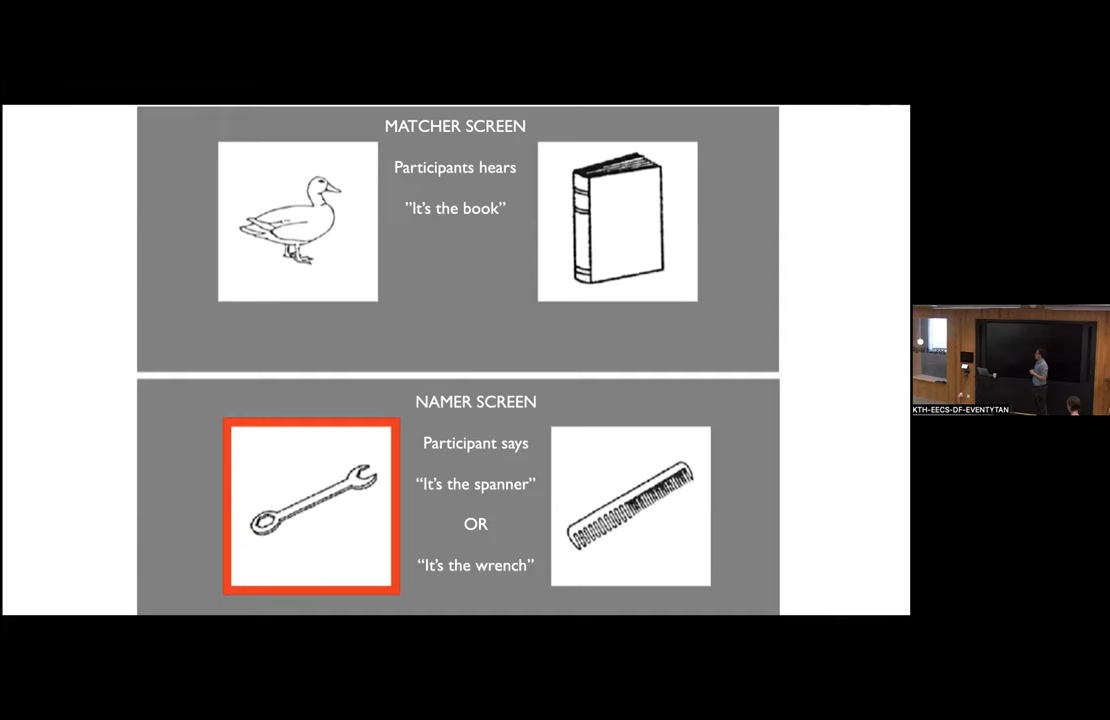 MATCHER SCREEN
Participants hears
”It’s the book”
NAMER SCREEN
Participant says
“It’s the spanner”
OR
“It’s the wrench”
KTH-EECS-DF-EVENTYTAN